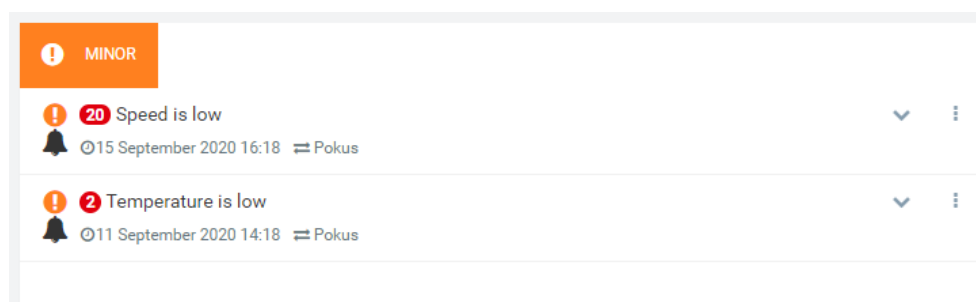 MINOR
20 Speed is low
15 September 2020 16:18 Pokus
2 Temperature is low
11 September 2020 14:18 Pokus